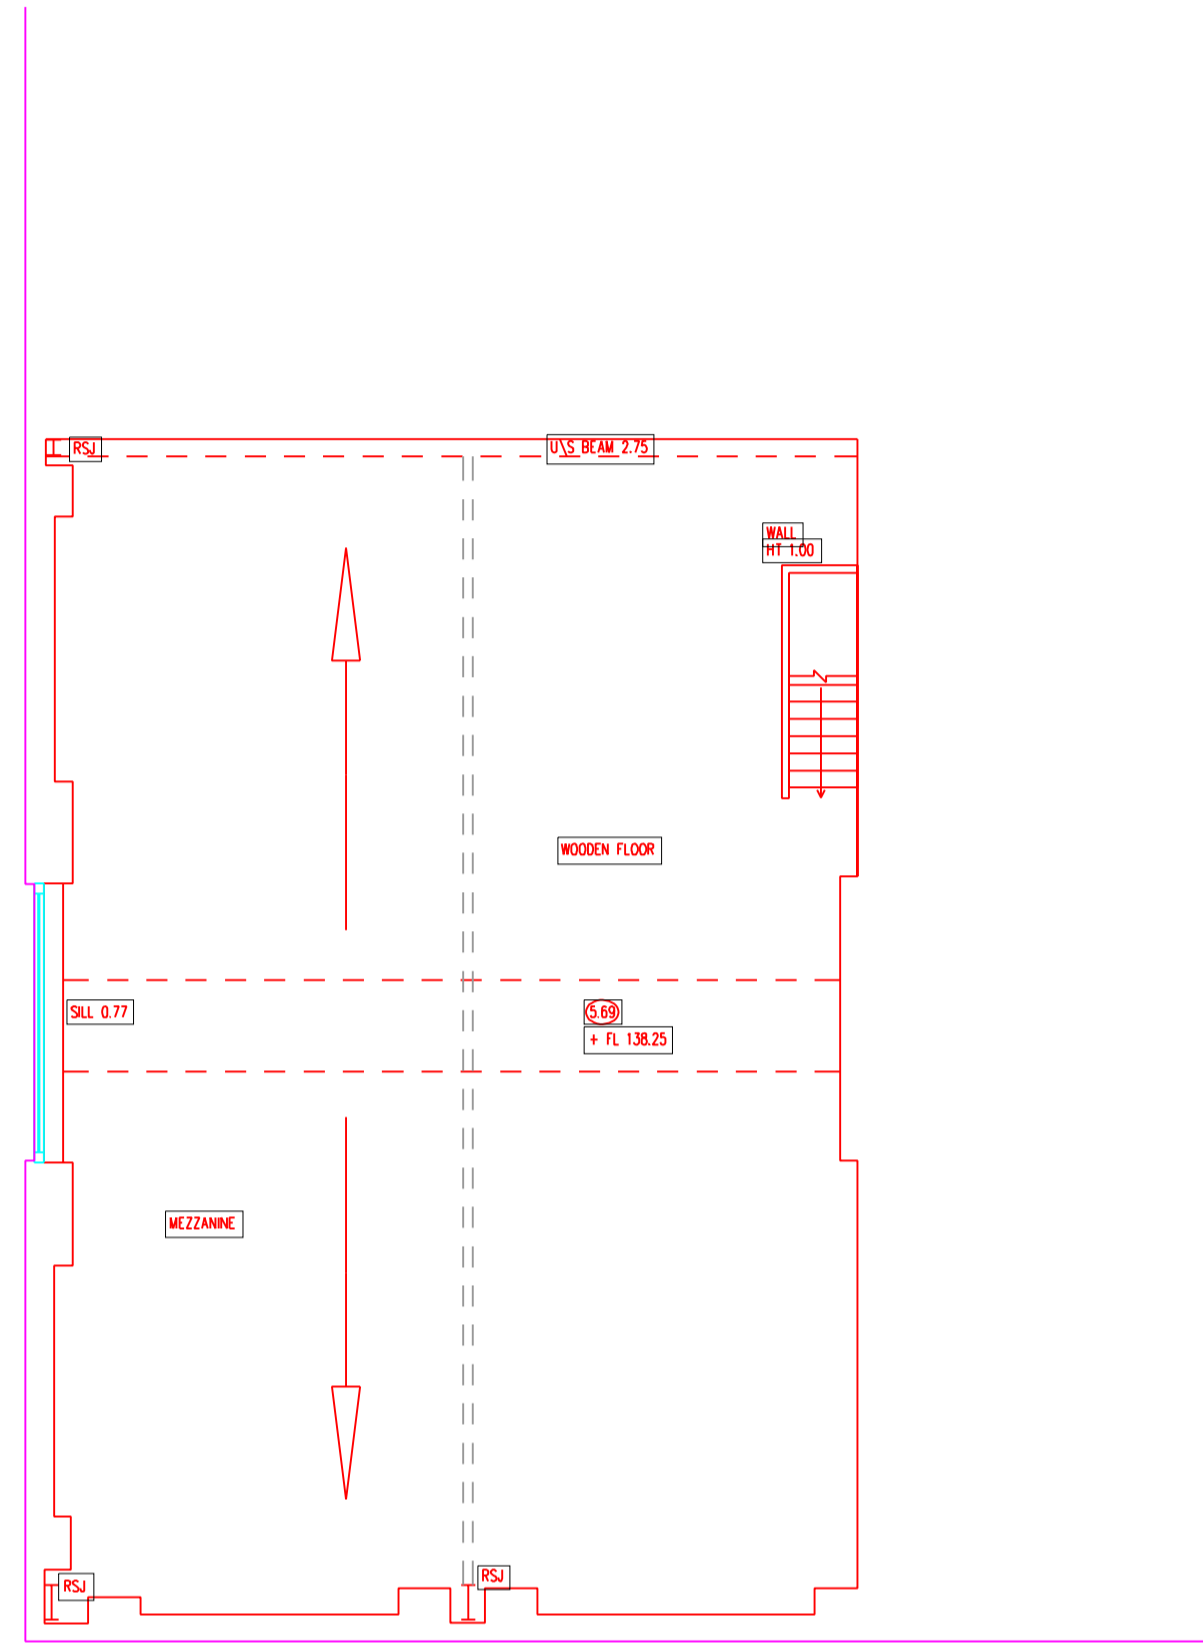 RSJ
U\S BEAM 2.75
WALL
HT 1.00
WOODEN FLOOR
SILL 0.77
5.69
+ FL 138.25
MEZZANINE
RSJ
RSJ